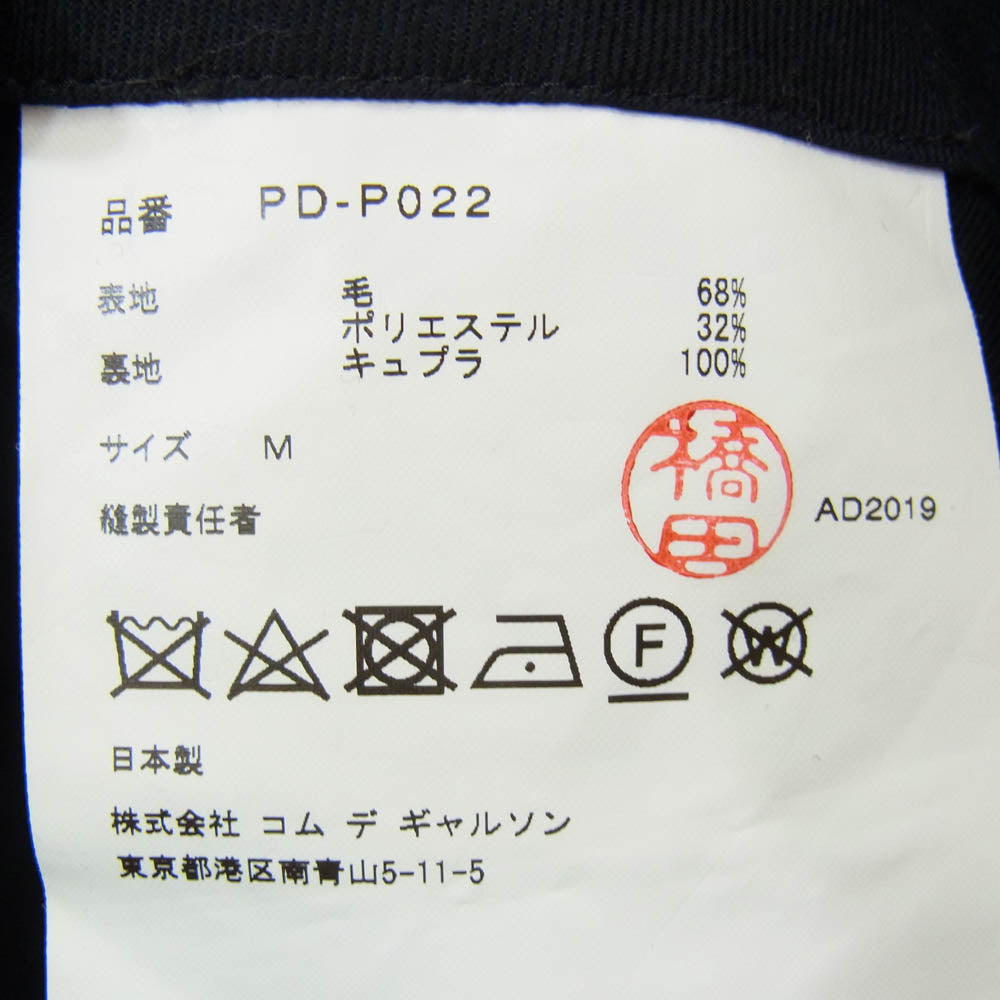 品番 PD-P022
表地 毛 68%
ポリエステル 32%
裏地 キュプラ 100%
サイズ M
縫製責任者 橋田 AD2019
F W
日本製
株式会社 コム デ ギャルソン
東京都港区南青山5-11-5